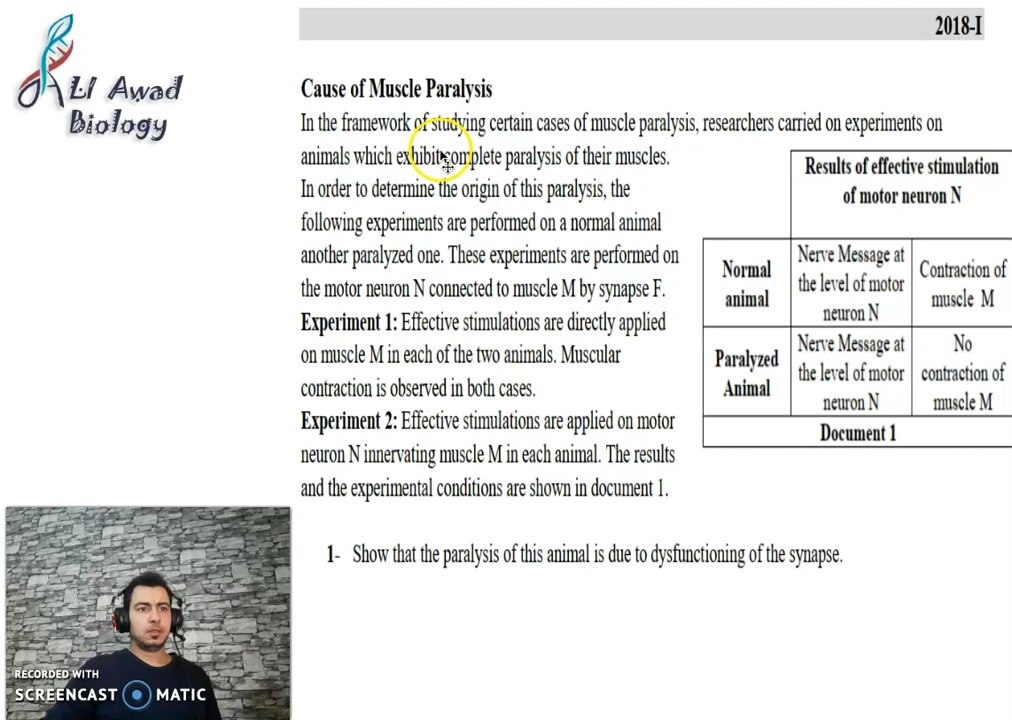 2018-I
LI Awad
Biology
Cause of Muscle Paralysis
In the framework of studying certain cases of muscle paralysis, researchers carried on experiments on
animals which exhibit complete paralysis of their muscles.
In order to determine the origin of this paralysis, the
following experiments are performed on a normal animal
another paralyzed one. These experiments are performed on
the motor neuron N connected to muscle M by synapse F.
Experiment 1: Effective stimulations are directly applied
on muscle M in each of the two animals. Muscular
contraction is observed in both cases.
Experiment 2: Effective stimulations are applied on motor
neuron N innervating muscle M in each animal. The results
and the experimental conditions are shown in document 1.
Results of effective stimulation
of motor neuron N
Normal
animal
Nerve Message at
the level of motor
neuron N
Contraction of
muscle M
Paralyzed
Animal
Nerve Message at
the level of motor
neuron N
No
contraction of
muscle M
Document 1
1- Show that the paralysis of this animal is due to dysfunctioning of the synapse.
RECORDED WITH
SCREENCAST MATIC